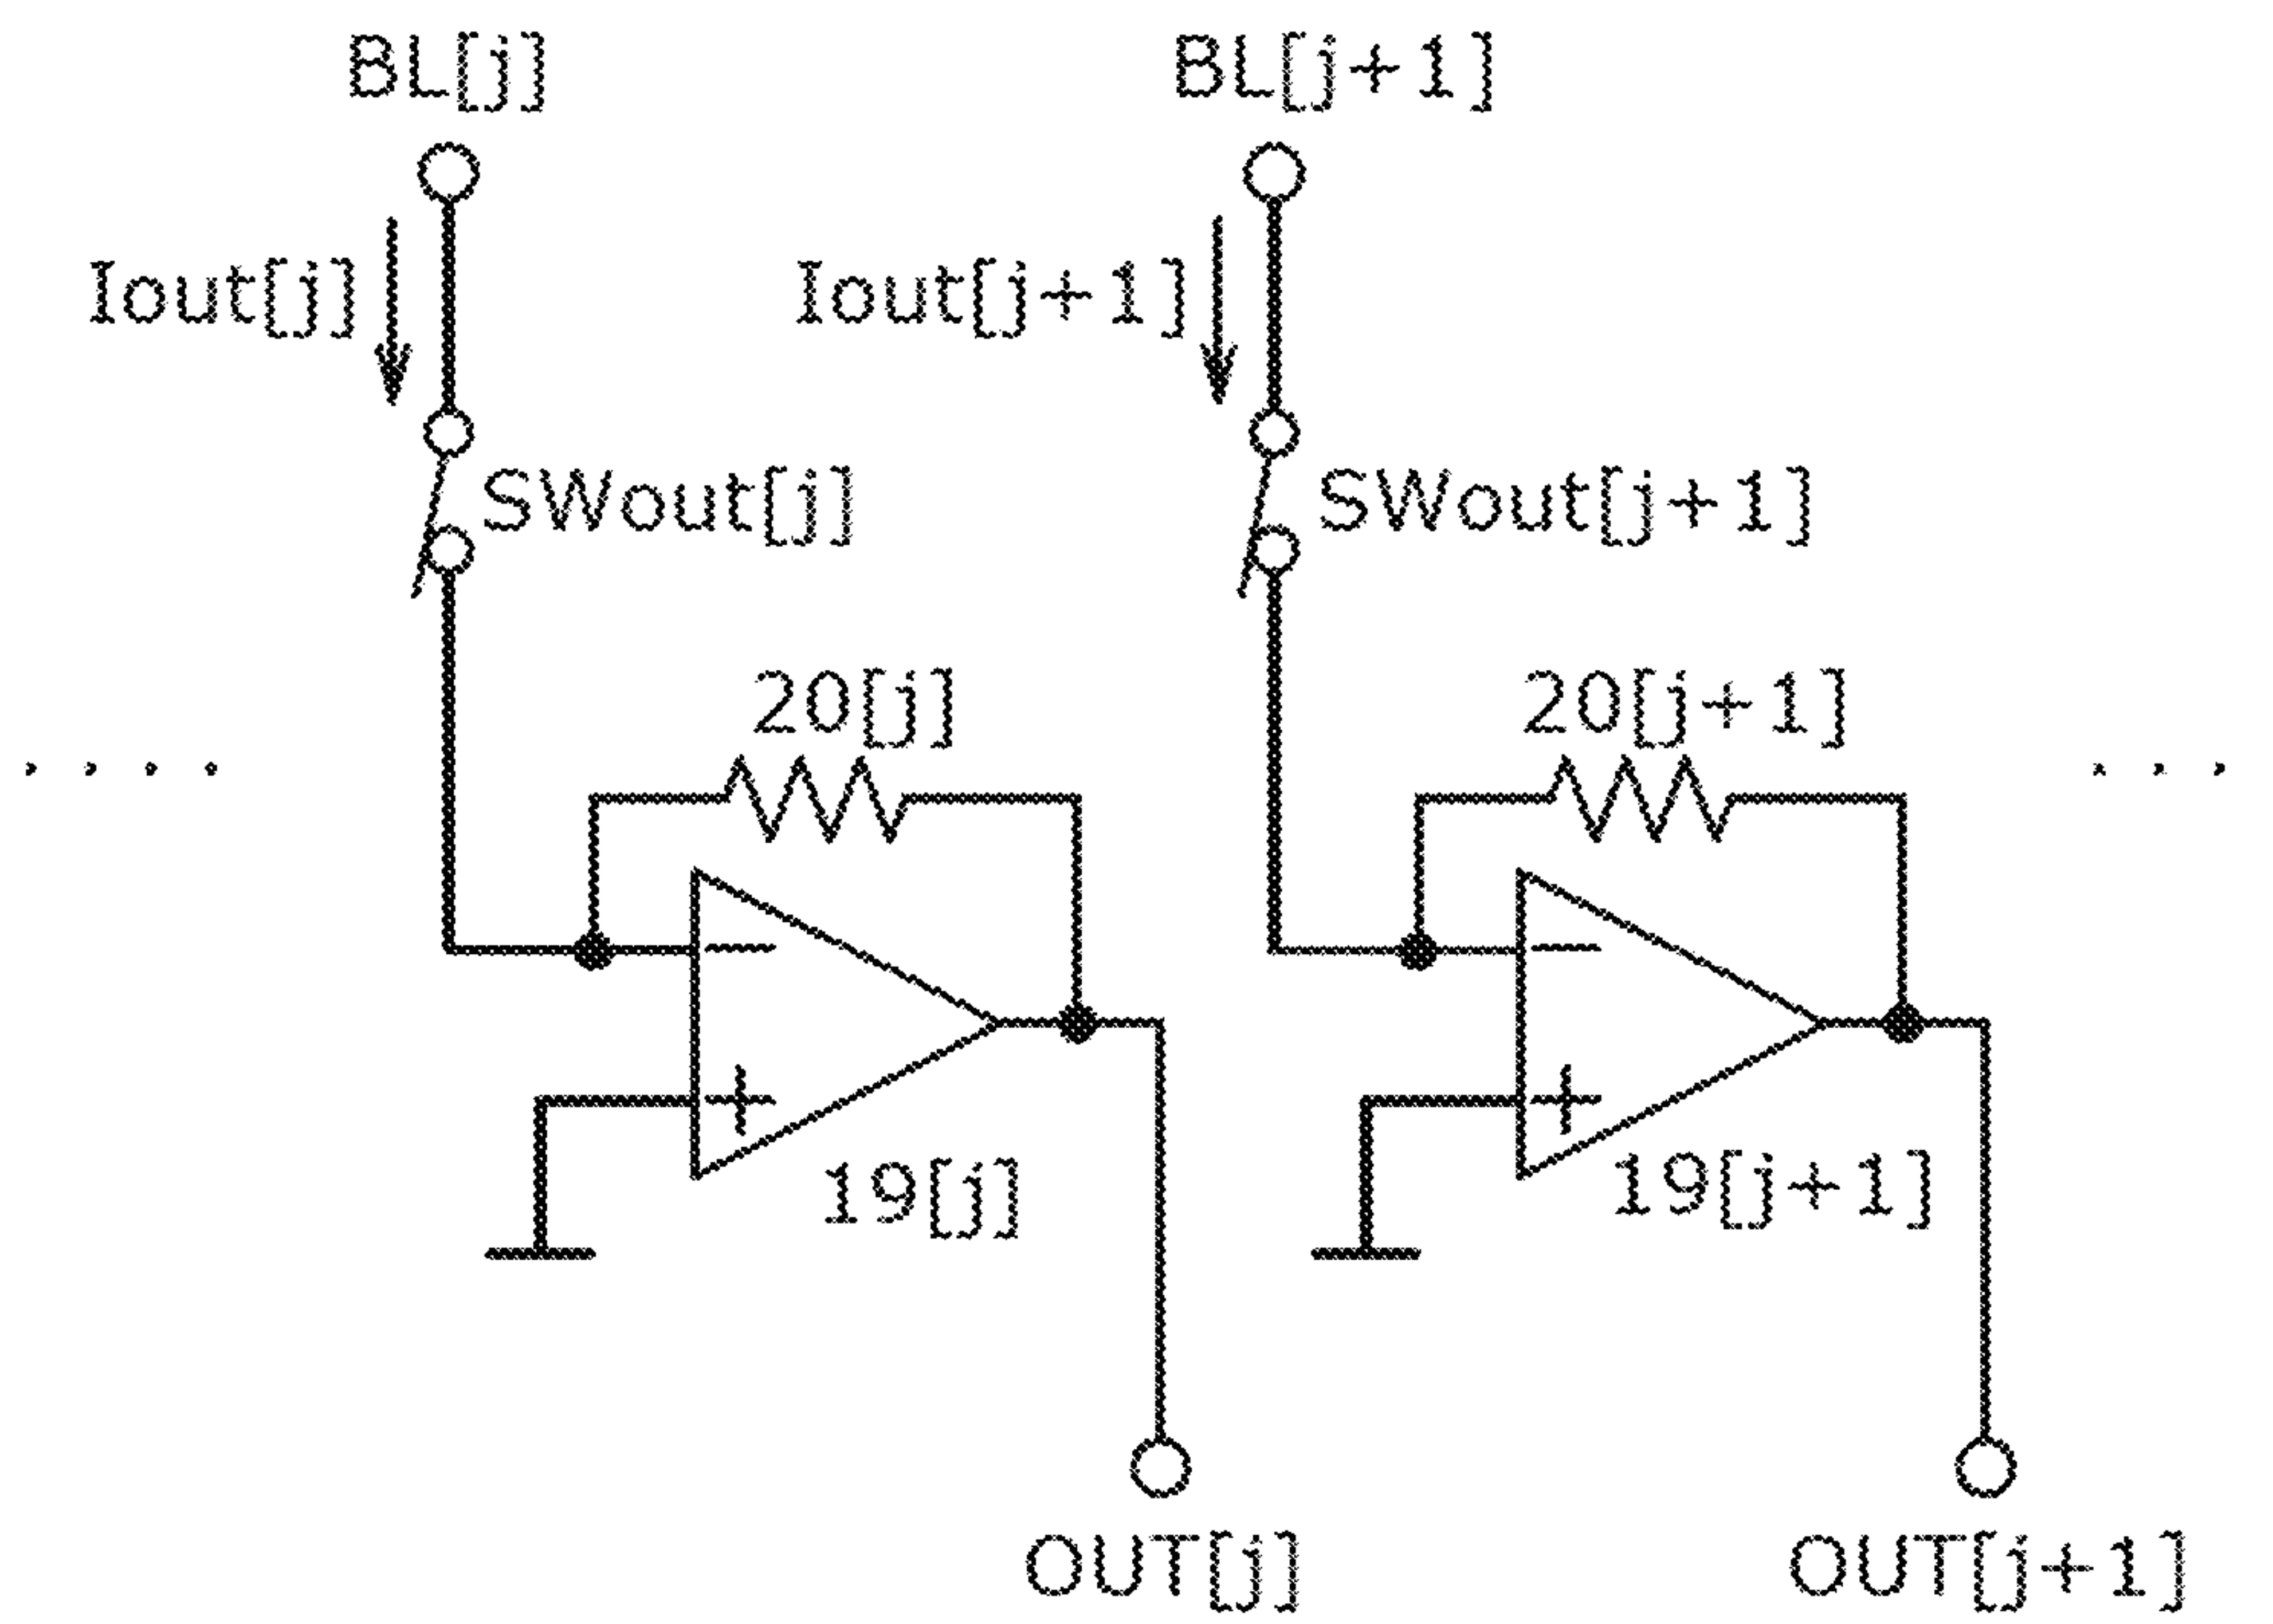 BL[j] BL[j+1]
Iout[j] Iout[j+1]
SWout[j] SWout[j+1]
20[j] 20[j+1]
− −
+ +
19[j] 19[j+1]
OUT[j] OUT[j+1]